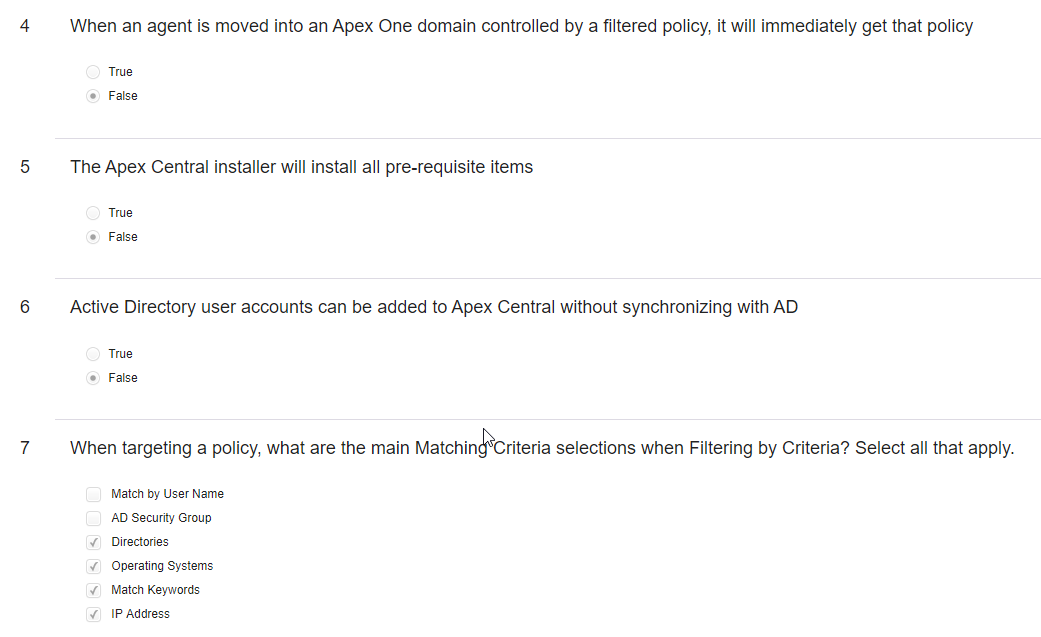 4 When an agent is moved into an Apex One domain controlled by a filtered policy, it will immediately get that policy
True
False
5 The Apex Central installer will install all pre-requisite items
True
False
6 Active Directory user accounts can be added to Apex Central without synchronizing with AD
True
False
7 When targeting a policy, what are the main Matching Criteria selections when Filtering by Criteria? Select all that apply.
Match by User Name
AD Security Group
Directories
Operating Systems
Match Keywords
IP Address